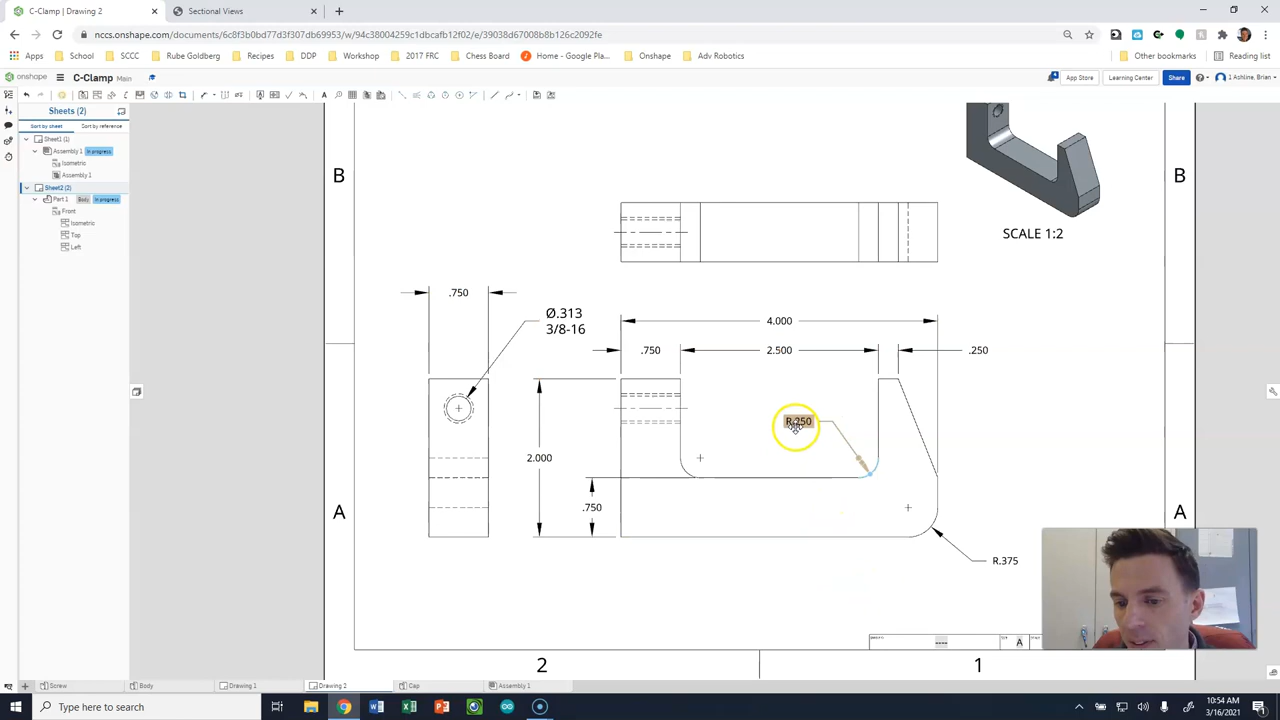 C-Clamp | Drawing 2
Sectional Views
nccs.onshape.com/documents/6c8f3b0bd77d3f307db69953/w/94c38604971c1dbcafb12f02/e/39038d67008b8b126c2092fe
Apps School SCCC Rube Goldberg Recipes DDP Workshop 2017 FRC Chess Board Home - Google Pla... Onshape Adv Robotics Other bookmarks Reading list
onshape C-Clamp Main App Store Learning Center Share 1 Ashline, Brian
Sheets (2)
Sort by sheet Sort by reference
Sheet1 (1)
Assembly 1 In progress
Isometric
Assembly 1
Sheet2 (2)
Part 1 Body In progress
Front
Isometric
Top
Left
B
B
SCALE 1:2
.750
Ø.313
3/8-16
4.000
.750 2.500 .250
R.250
2.000
.750
A
A
R.375
A
2
1
Screw Body Drawing 1 Drawing 2 Cap Assembly 1
Type here to search
10:54 AM
3/16/2021